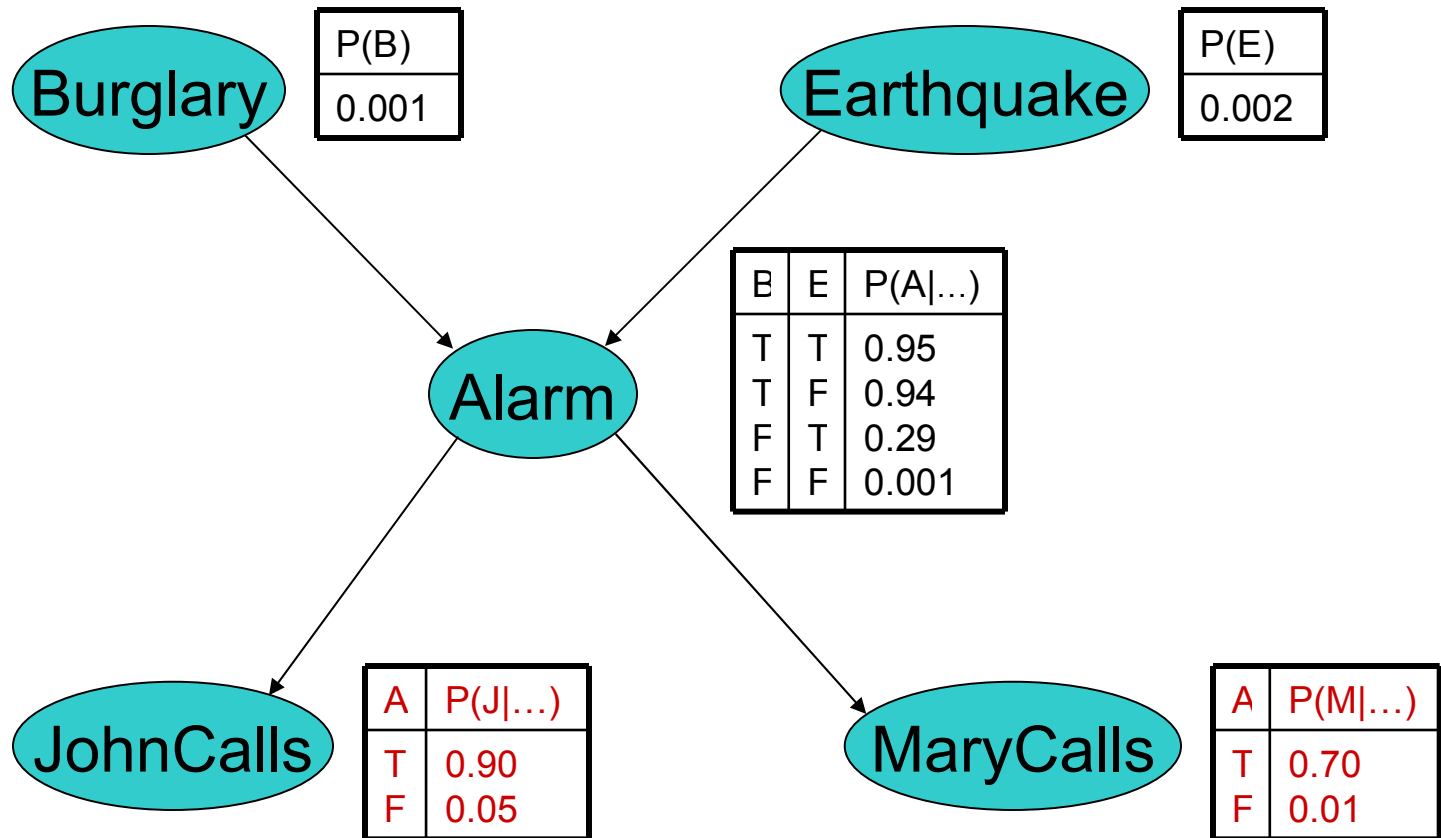 Burglary
P(B)
0.001
Earthquake
P(E)
0.002
B E P(A|...)
T T 0.95
T F 0.94
F T 0.29
F F 0.001
Alarm
JohnCalls
A P(J|...)
T 0.90
F 0.05
MaryCalls
A P(M|...)
T 0.70
F 0.01